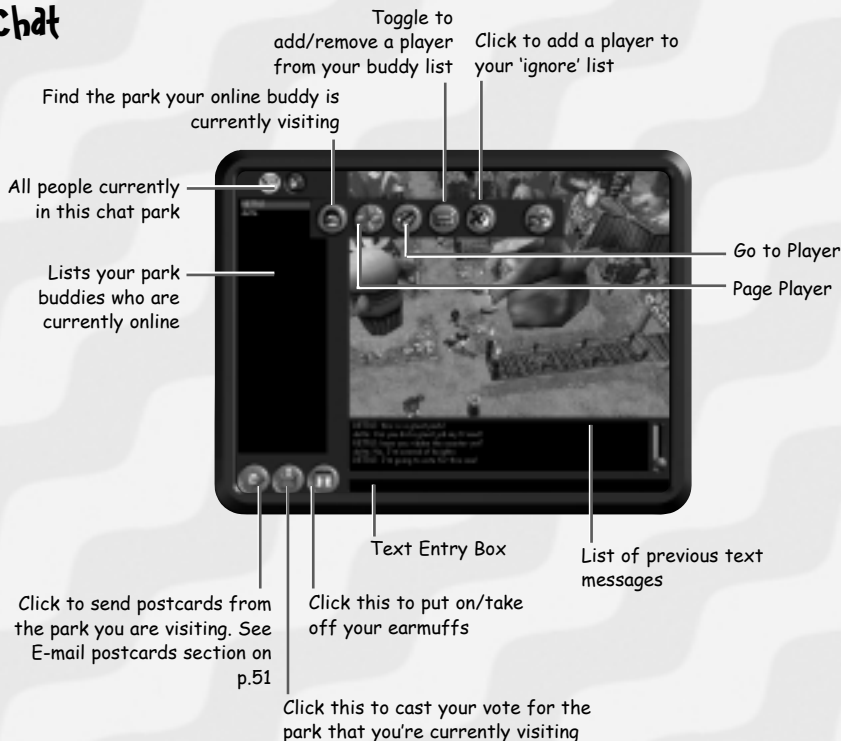 Chat
Toggle to
add/remove a player
from your buddy list
Click to add a player to
your ‘ignore’ list
Find the park your online buddy is
currently visiting
All people currently
in this chat park
Lists your park
buddies who are
currently online
Go to Player
Page Player
Text Entry Box
List of previous text
messages
Click to send postcards from
the park you are visiting. See
E-mail postcards section on
p.51
Click this to put on/take
off your earmuffs
Click this to cast your vote for the
park that you're currently visiting